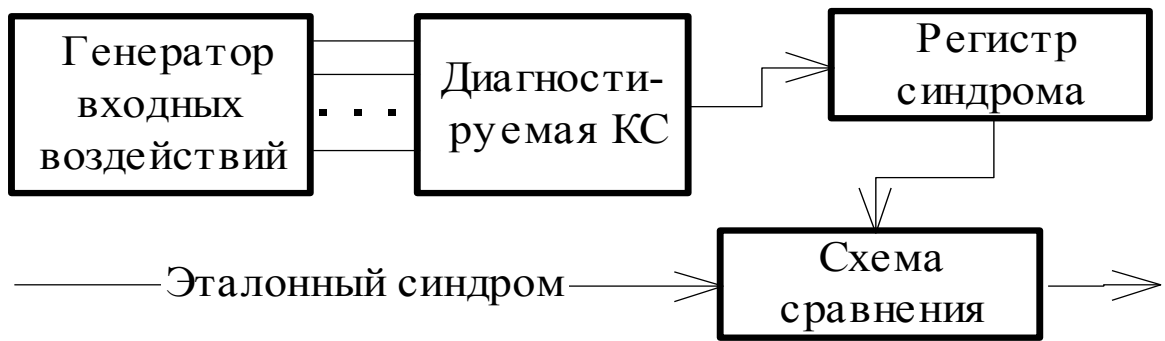 Генератор
входных
воздействий
Диагности-
руемая КС
Регистр
синдрома
Эталонный синдром
Схема
сравнения